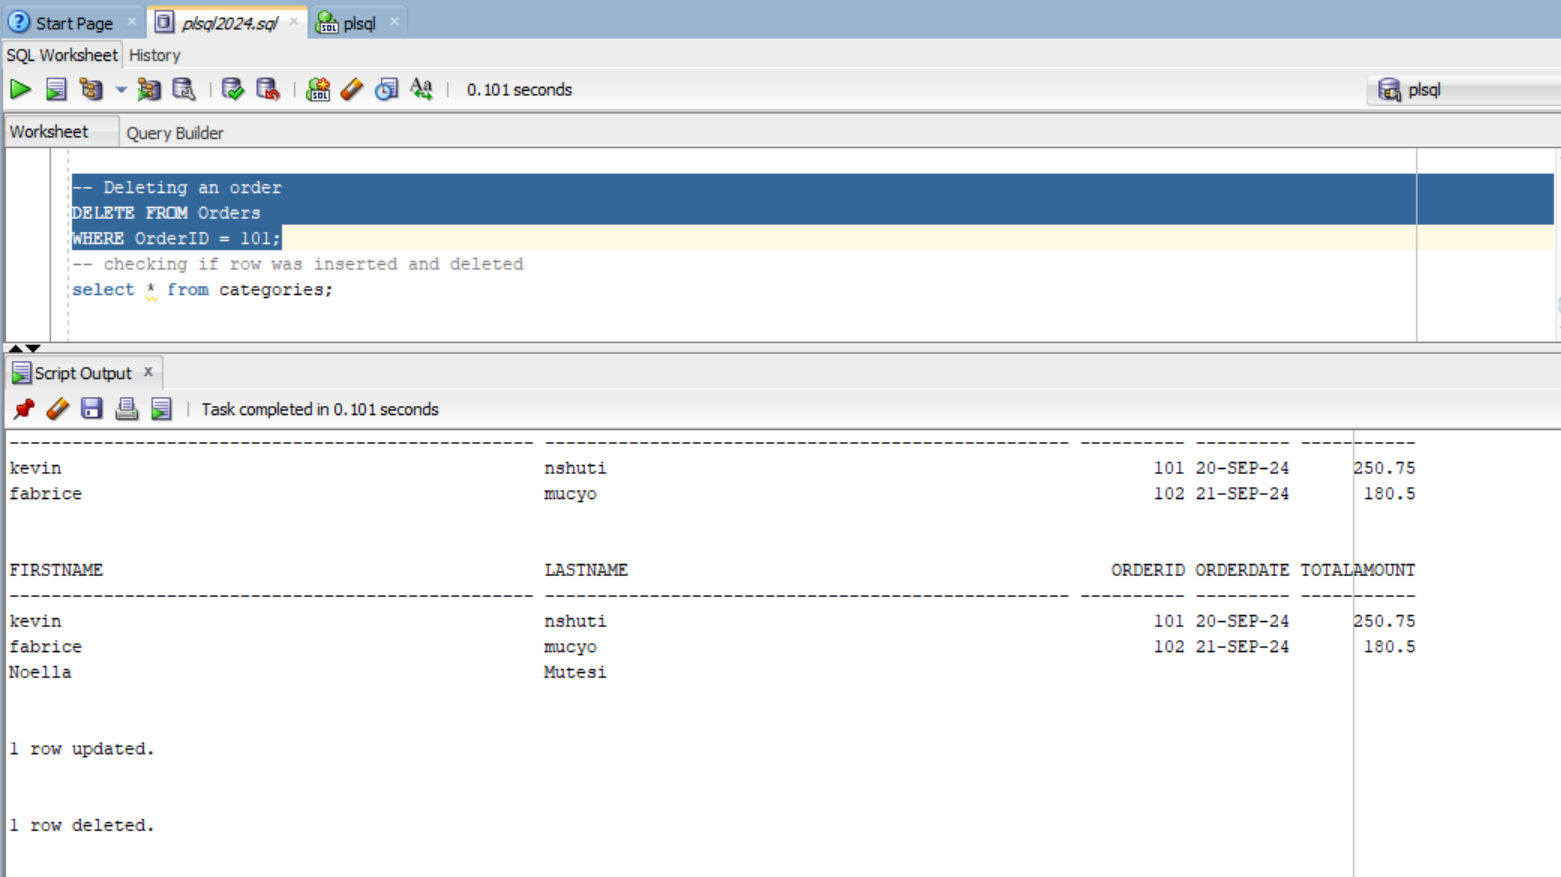 Start Page
plsql2024.sql
plsql
SQL Worksheet History
0.101 seconds
plsql
Worksheet Query Builder
-- Deleting an order
DELETE FROM Orders
WHERE OrderID = 101;
-- checking if row was inserted and deleted
select * from categories;
Script Output x
Task completed in 0.101 seconds
-------------------------------------------------- -------------------------------------------------- ---------- --------- -----------
kevin nshuti 101 20-SEP-24 250.75
fabrice mucyo 102 21-SEP-24 180.5
FIRSTNAME LASTNAME ORDERID ORDERDATE TOTALAMOUNT
-------------------------------------------------- -------------------------------------------------- ---------- --------- -----------
kevin nshuti 101 20-SEP-24 250.75
fabrice mucyo 102 21-SEP-24 180.5
Noella Mutesi
1 row updated.
1 row deleted.